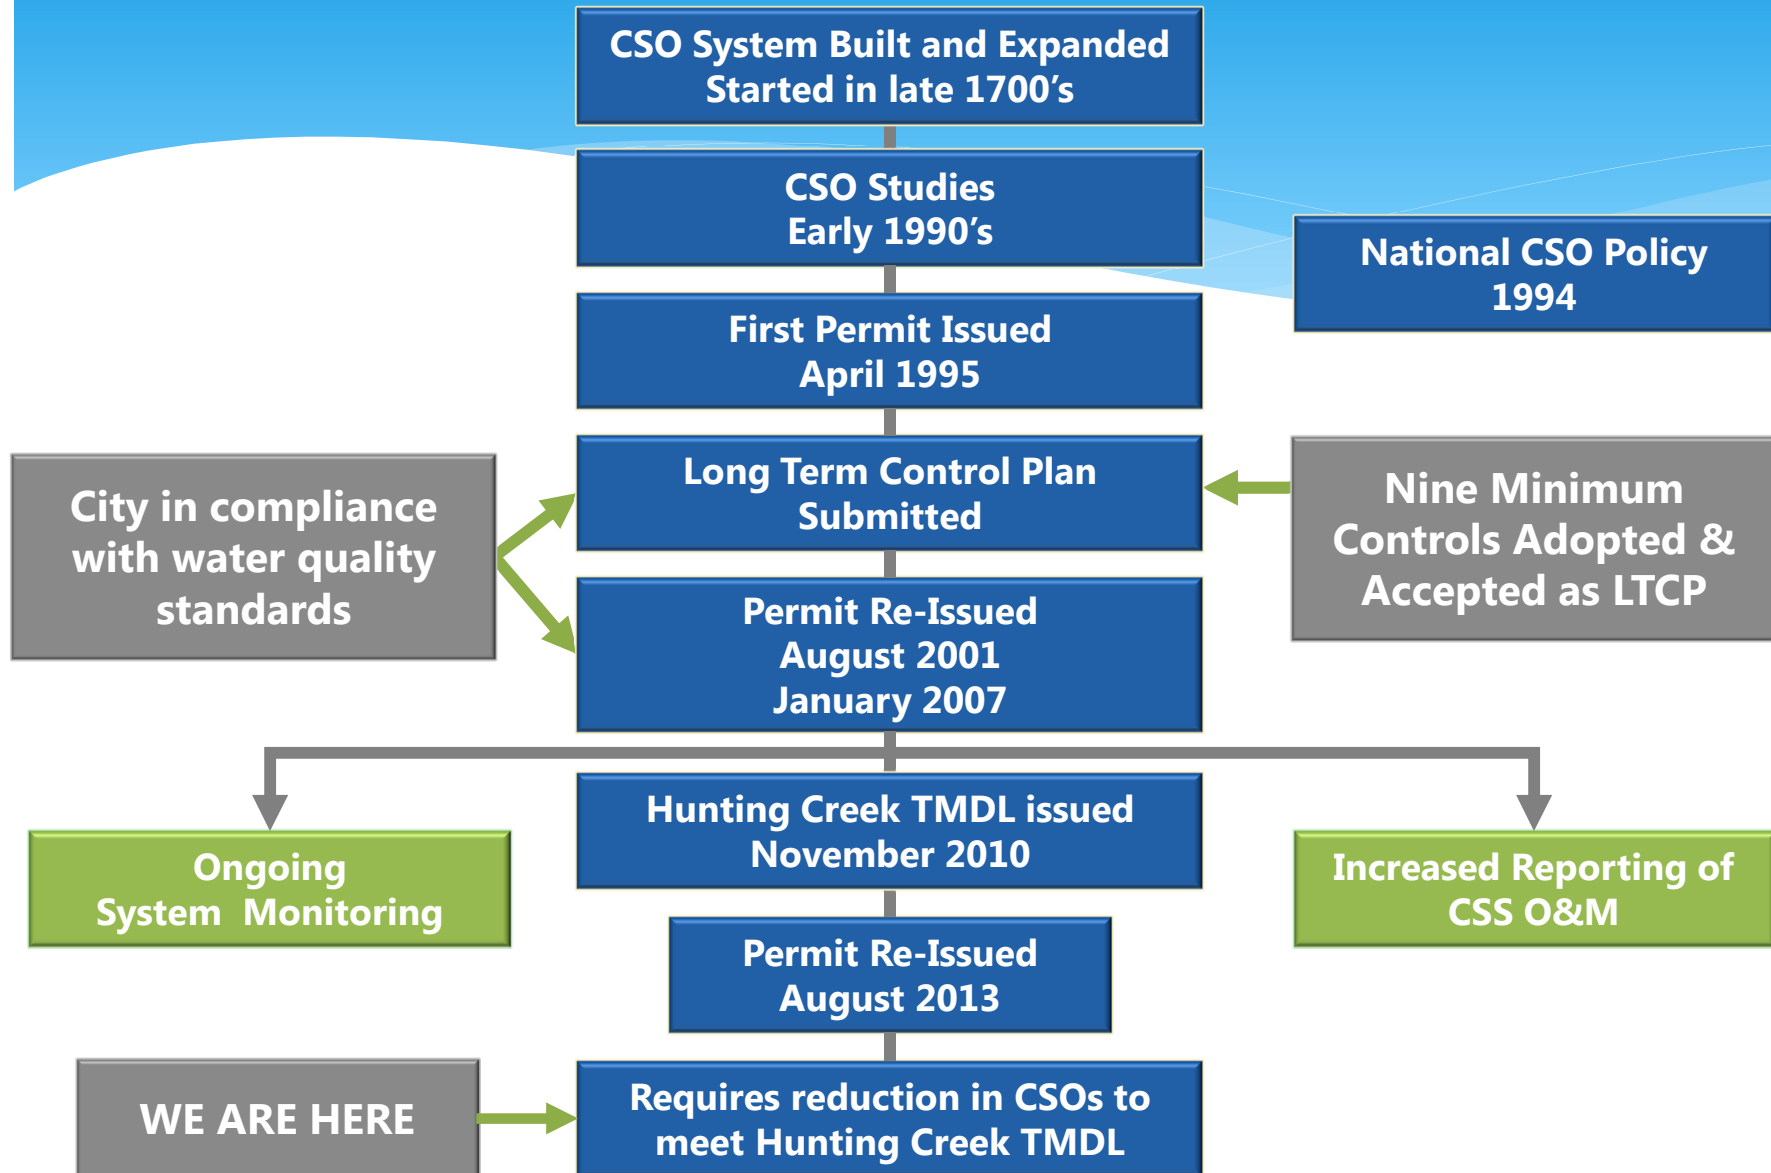 CSO System Built and Expanded
Started in late 1700’s
CSO Studies
Early 1990’s
National CSO Policy
1994
First Permit Issued
April 1995
Long Term Control Plan
Submitted
City in compliance
with water quality
standards
Nine Minimum
Controls Adopted &
Accepted as LTCP
Permit Re-Issued
August 2001
January 2007
Hunting Creek TMDL issued
November 2010
Ongoing
System  Monitoring
Increased Reporting of
CSS O&M
Permit Re-Issued
August 2013
WE ARE HERE
Requires reduction in CSOs to
meet Hunting Creek TMDL